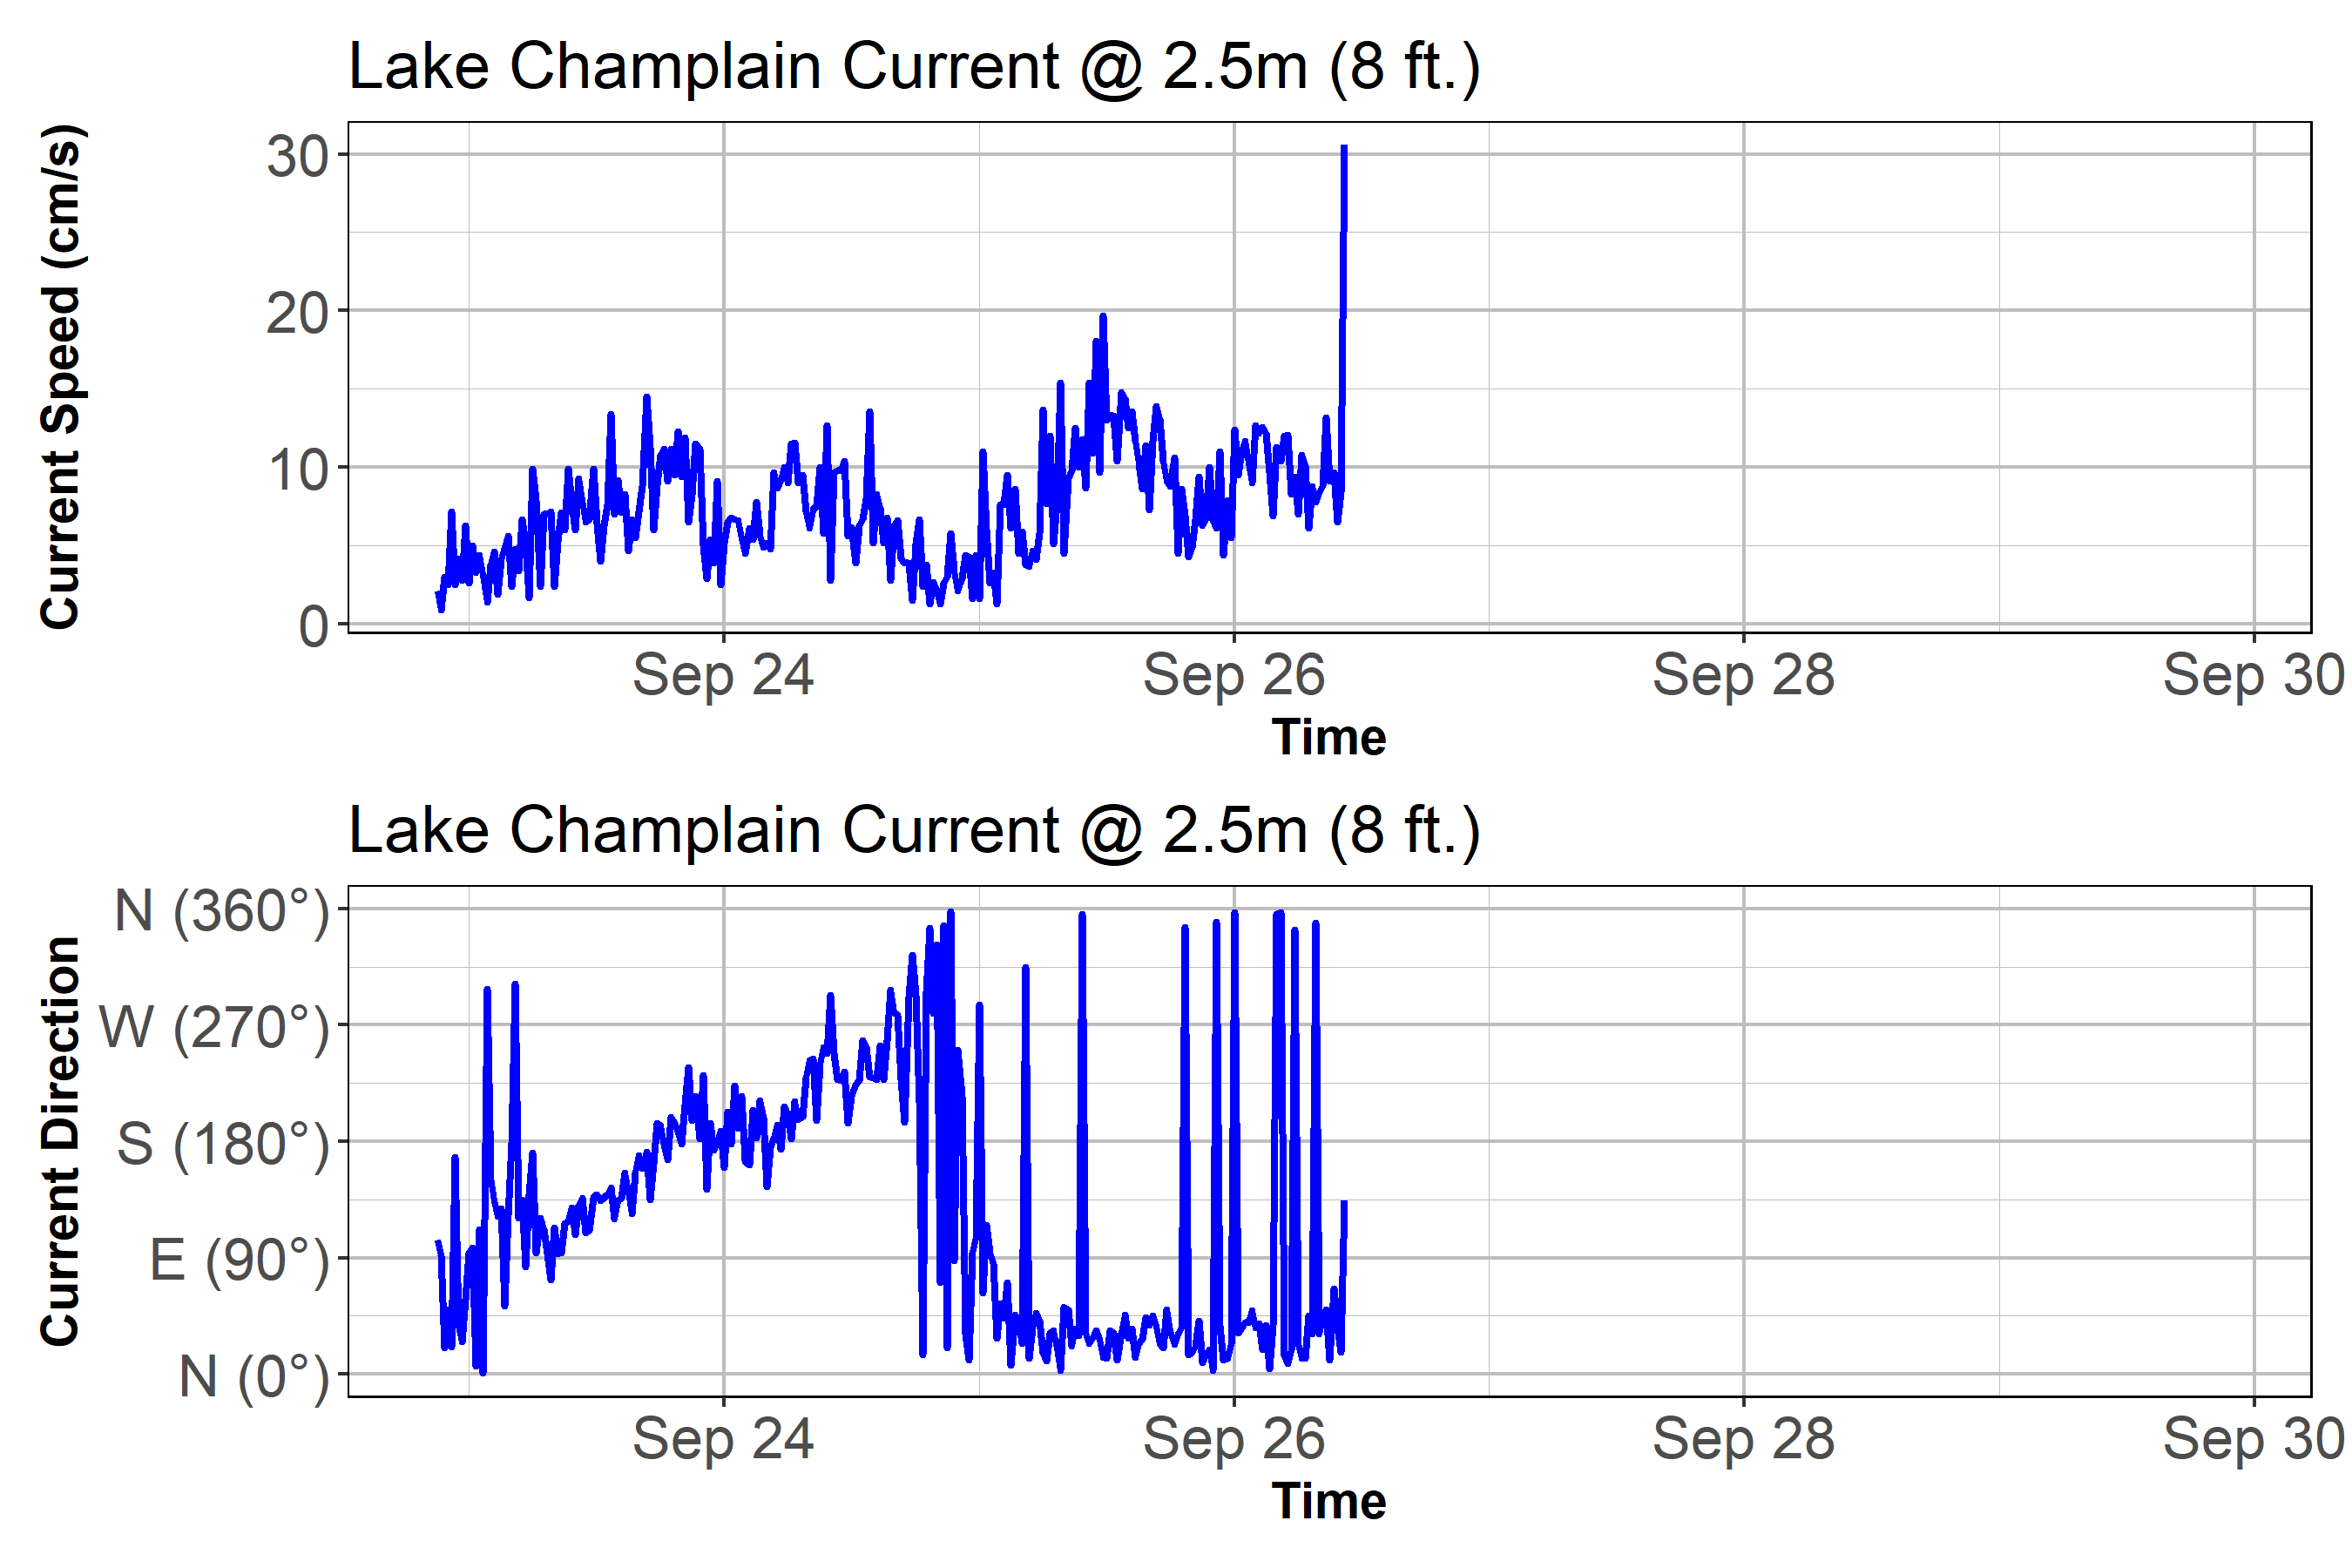 Lake Champlain Current @ 2.5m (8 ft.)
Current Speed (cm/s)
30
20
10
0
Sep 24 Sep 26 Sep 28 Sep 30
Time
Lake Champlain Current @ 2.5m (8 ft.)
Current Direction
N (360°)
W (270°)
S (180°)
E (90°)
N (0°)
Sep 24 Sep 26 Sep 28 Sep 30
Time